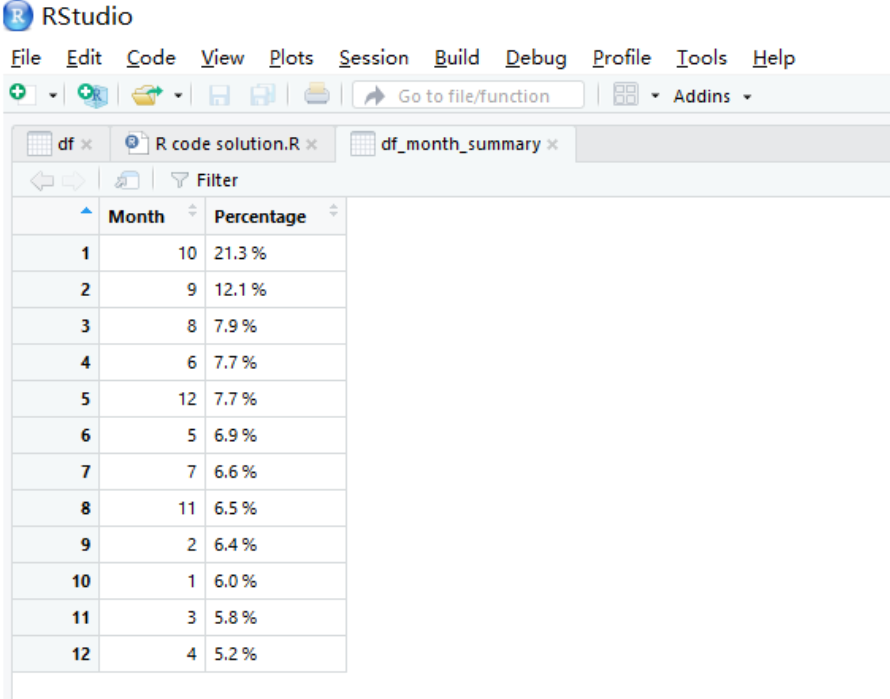 RStudio
File Edit Code View Plots Session Build Debug Profile Tools Help
Go to file/function Addins
df R code solution.R df_month_summary
Filter
Month Percentage
1 10 21.3 %
2 9 12.1 %
3 8 7.9 %
4 6 7.7 %
5 12 7.7 %
6 5 6.9 %
7 7 6.6 %
8 11 6.5 %
9 2 6.4 %
10 1 6.0 %
11 3 5.8 %
12 4 5.2 %